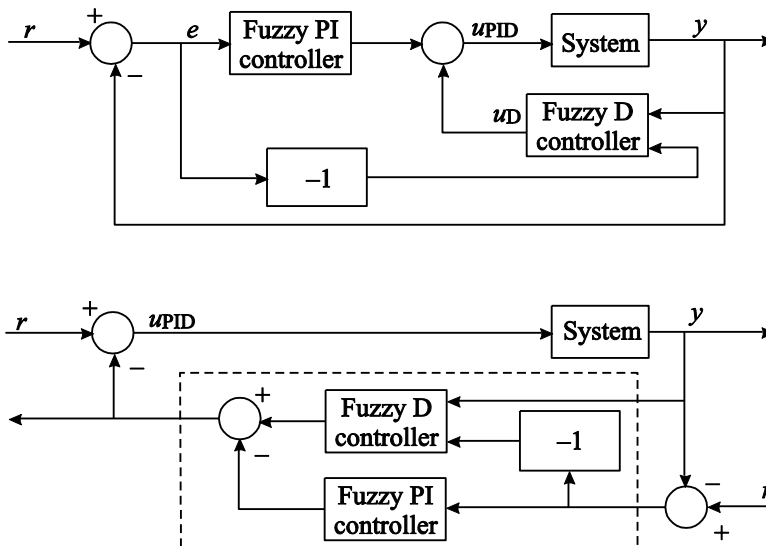 r
+
−
e
Fuzzy PI
controller
uPID
System
y
uD
Fuzzy D
controller
−1
r
+
−
uPID
System
y
+
−
Fuzzy D
controller
−1
Fuzzy PI
controller
−
+